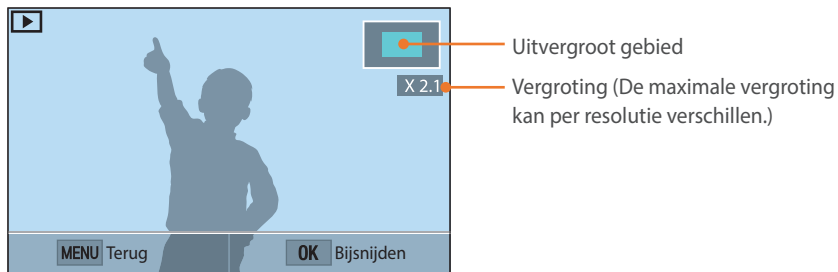 Uitvergroot gebied
X 2.1
Vergroting (De maximale vergroting
kan per resolutie verschillen.)
MENU Terug
OK Bijsnijden